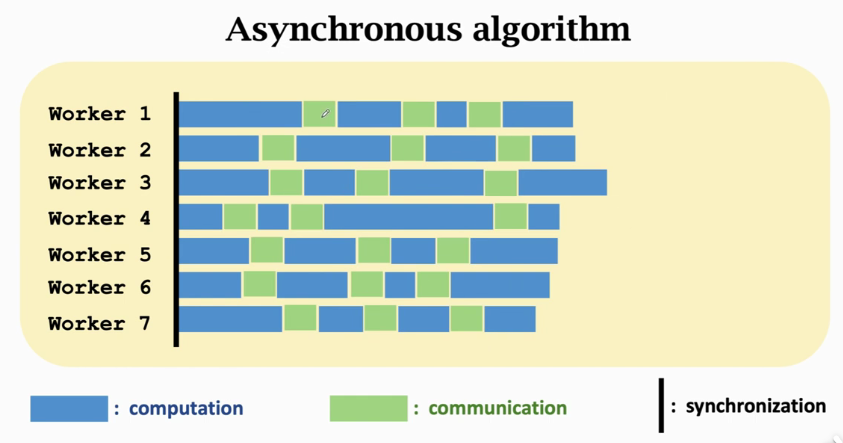 Asynchronous algorithm
Worker 1
Worker 2
Worker 3
Worker 4
Worker 5
Worker 6
Worker 7
: computation : communication : synchronization